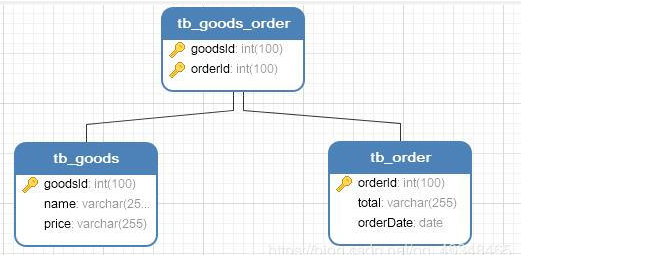 tb_goods_order
goodsId: int(100)
orderId: int(100)
tb_goods
goodsId: int(100)
name: varchar(25...
price: varchar(255)
tb_order
orderId: int(100)
total: varchar(255)
orderDate: date